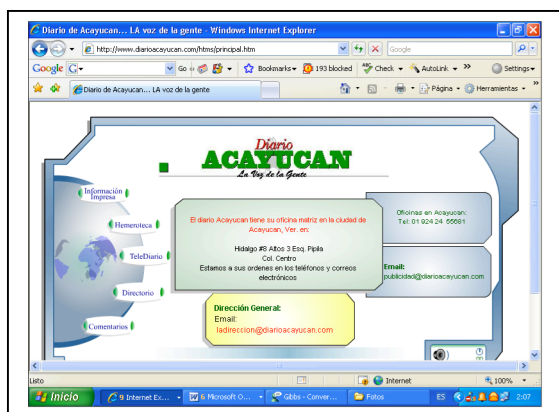 Diario de Acayucan... LA voz de la gente - Windows Internet Explorer
http://www.diarioacayucan.com/htms/principal.htm
Google
Google
G
Go
Bookmarks
193 blocked
Check
AutoLink
Settings
Diario de Acayucan... LA voz de la gente
Página
Herramientas
Diario
ACAYUCAN
La Voz de la Gente
Información
Impresa
Hemeroteca
TeleDiario
Directorio
Comentarios
El diario Acayucan tiene su oficina matriz en la ciudad de
Acayucan, Ver. en:
Hidalgo #8 Altos 3 Esq. Pipila
Col. Centro
Estamos a sus ordenes en los teléfonos y correos
electrónicos
Oficinas en Acayucan:
Tel: 01 924 24 55681
Email:
publicidad@diarioacayucan.com
Dirección General:
Email:
ladireccion@diarioacayucan.com
Listo
Internet
100%
Inicio
9 Internet Ex...
6 Microsoft O...
Gibbs - Conver...
Fotos
ES
2:07